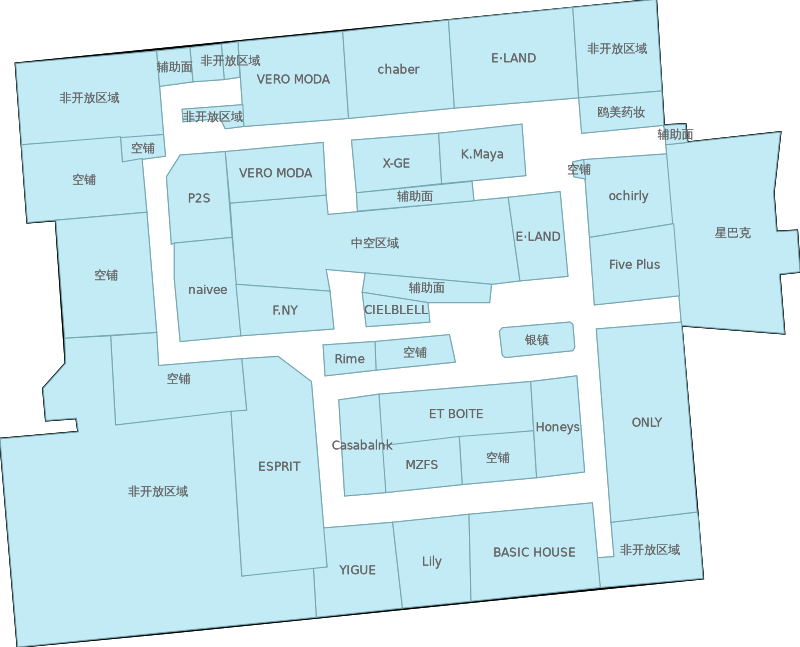 非开放区域
辅助面
非开放区域
VERO MODA
chaber
E·LAND
非开放区域
非开放区域
鸥美药妆
辅助面
空铺
空铺
P2S
VERO MODA
X-GE
K.Maya
辅助面
空铺
ochirly
星巴克
中空区域
E·LAND
Five Plus
空铺
naivee
F.NY
辅助面
CIELBLELL
银镇
Rime
空铺
空铺
ET BOITE
Honeys
ONLY
Casabalnk
MZFS
空铺
ESPRIT
非开放区域
YIGUE
Lily
BASIC HOUSE
非开放区域